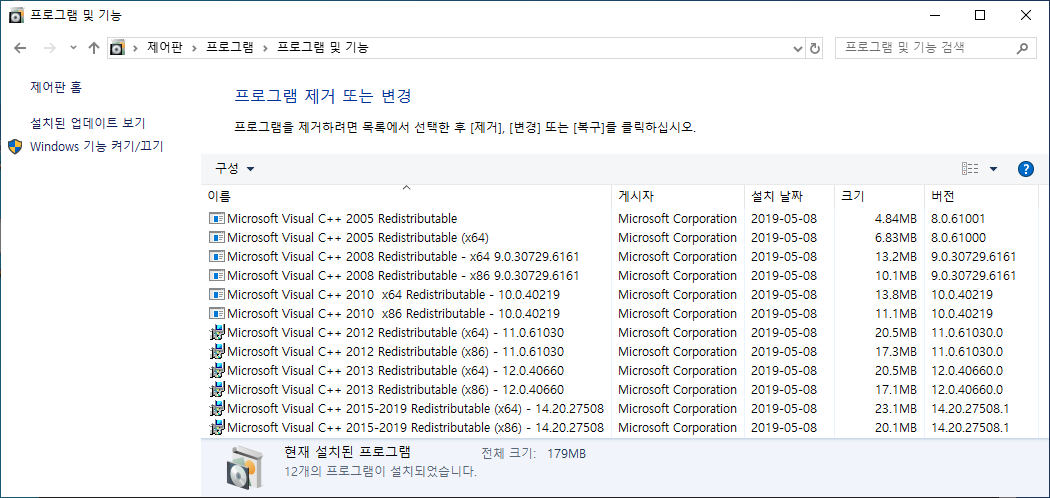 프로그램 및 기능
제어판 프로그램 프로그램 및 기능 프로그램 및 기능 검색
제어판 홈
설치된 업데이트 보기
Windows 기능 켜기/끄기
프로그램 제거 또는 변경
프로그램을 제거하려면 목록에서 선택한 후 [제거], [변경] 또는 [복구]를 클릭하십시오.
구성
이름 게시자 설치 날짜 크기 버전
Microsoft Visual C++ 2005 Redistributable Microsoft Corporation 2019-05-08 4.84MB 8.0.61001
Microsoft Visual C++ 2005 Redistributable (x64) Microsoft Corporation 2019-05-08 6.83MB 8.0.61000
Microsoft Visual C++ 2008 Redistributable - x64 9.0.30729.6161 Microsoft Corporation 2019-05-08 13.2MB 9.0.30729.6161
Microsoft Visual C++ 2008 Redistributable - x86 9.0.30729.6161 Microsoft Corporation 2019-05-08 10.1MB 9.0.30729.6161
Microsoft Visual C++ 2010  x64 Redistributable - 10.0.40219 Microsoft Corporation 2019-05-08 13.8MB 10.0.40219
Microsoft Visual C++ 2010  x86 Redistributable - 10.0.40219 Microsoft Corporation 2019-05-08 11.1MB 10.0.40219
Microsoft Visual C++ 2012 Redistributable (x64) - 11.0.61030 Microsoft Corporation 2019-05-08 20.5MB 11.0.61030.0
Microsoft Visual C++ 2012 Redistributable (x86) - 11.0.61030 Microsoft Corporation 2019-05-08 17.3MB 11.0.61030.0
Microsoft Visual C++ 2013 Redistributable (x64) - 12.0.40660 Microsoft Corporation 2019-05-08 20.5MB 12.0.40660.0
Microsoft Visual C++ 2013 Redistributable (x86) - 12.0.40660 Microsoft Corporation 2019-05-08 17.1MB 12.0.40660.0
Microsoft Visual C++ 2015-2019 Redistributable (x64) - 14.20.27508 Microsoft Corporation 2019-05-08 23.1MB 14.20.27508.1
Microsoft Visual C++ 2015-2019 Redistributable (x86) - 14.20.27508 Microsoft Corporation 2019-05-08 20.1MB 14.20.27508.1
현재 설치된 프로그램 전체 크기: 179MB
12개의 프로그램이 설치되었습니다.